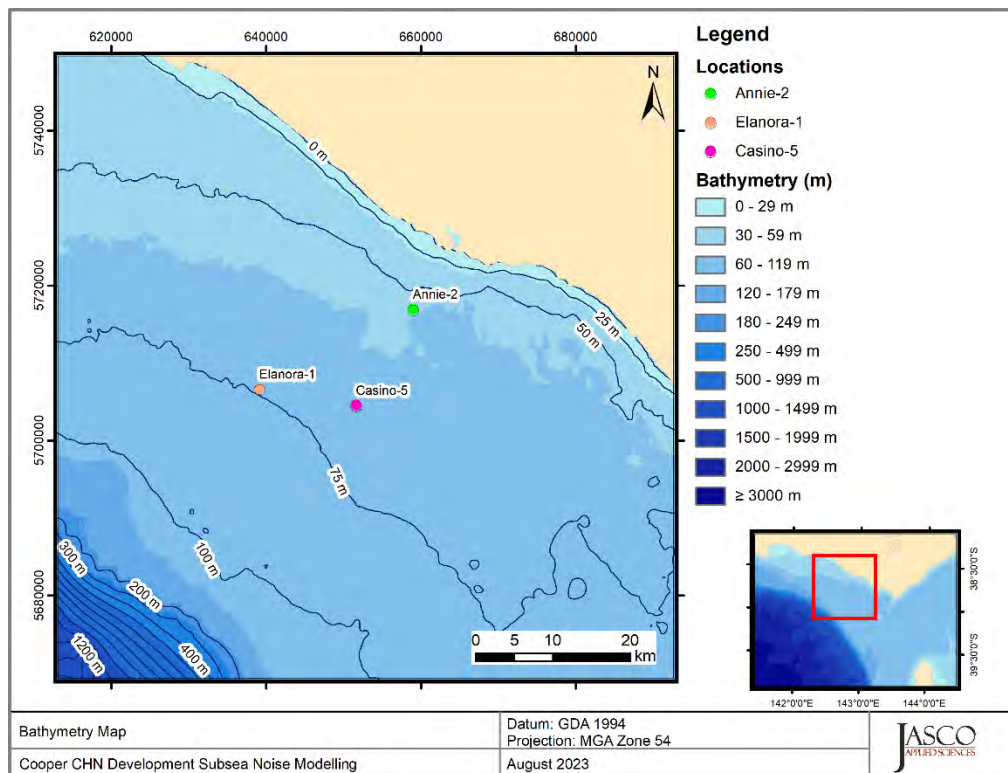 620000
640000
660000
680000
5740000
5720000
5700000
5680000
N
0 m
25 m
50 m
Annie-2
Elanora-1
Casino-5
75 m
100 m
300 m
200 m
1200 m
400 m
0 5 10 20
km
Legend
Locations
Annie-2
Elanora-1
Casino-5
Bathymetry (m)
0 - 29 m
30 - 59 m
60 - 119 m
120 - 179 m
180 - 249 m
250 - 499 m
500 - 999 m
1000 - 1499 m
1500 - 1999 m
2000 - 2999 m
≥ 3000 m
38°30'0"S
39°30'0"S
142°0'0"E
143°0'0"E
144°0'0"E
Bathymetry Map
Datum: GDA 1994
Projection: MGA Zone 54
Cooper CHN Development Subsea Noise Modelling
August 2023
JASCO
APPLIED SCIENCES